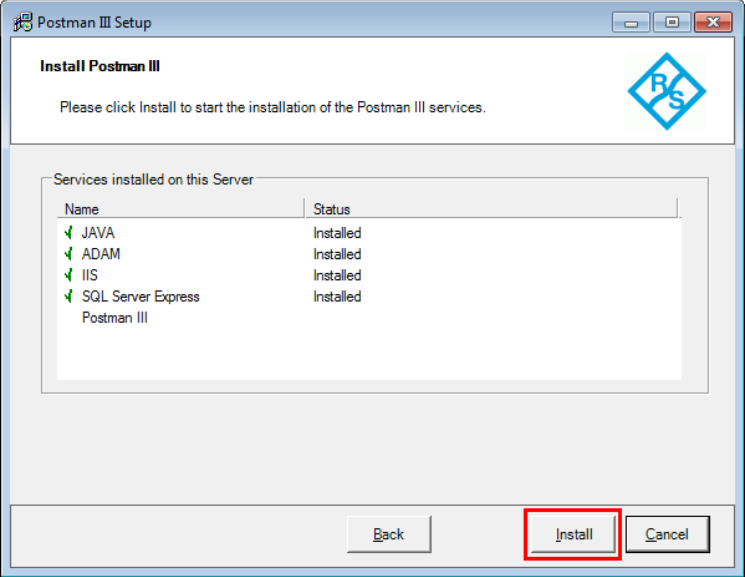 Postman III Setup
Install Postman III
Please click Install to start the installation of the Postman III services.
R S
Services installed on this Server
Name Status
JAVA Installed
ADAM Installed
IIS Installed
SQL Server Express Installed
Postman III
Back Install Cancel